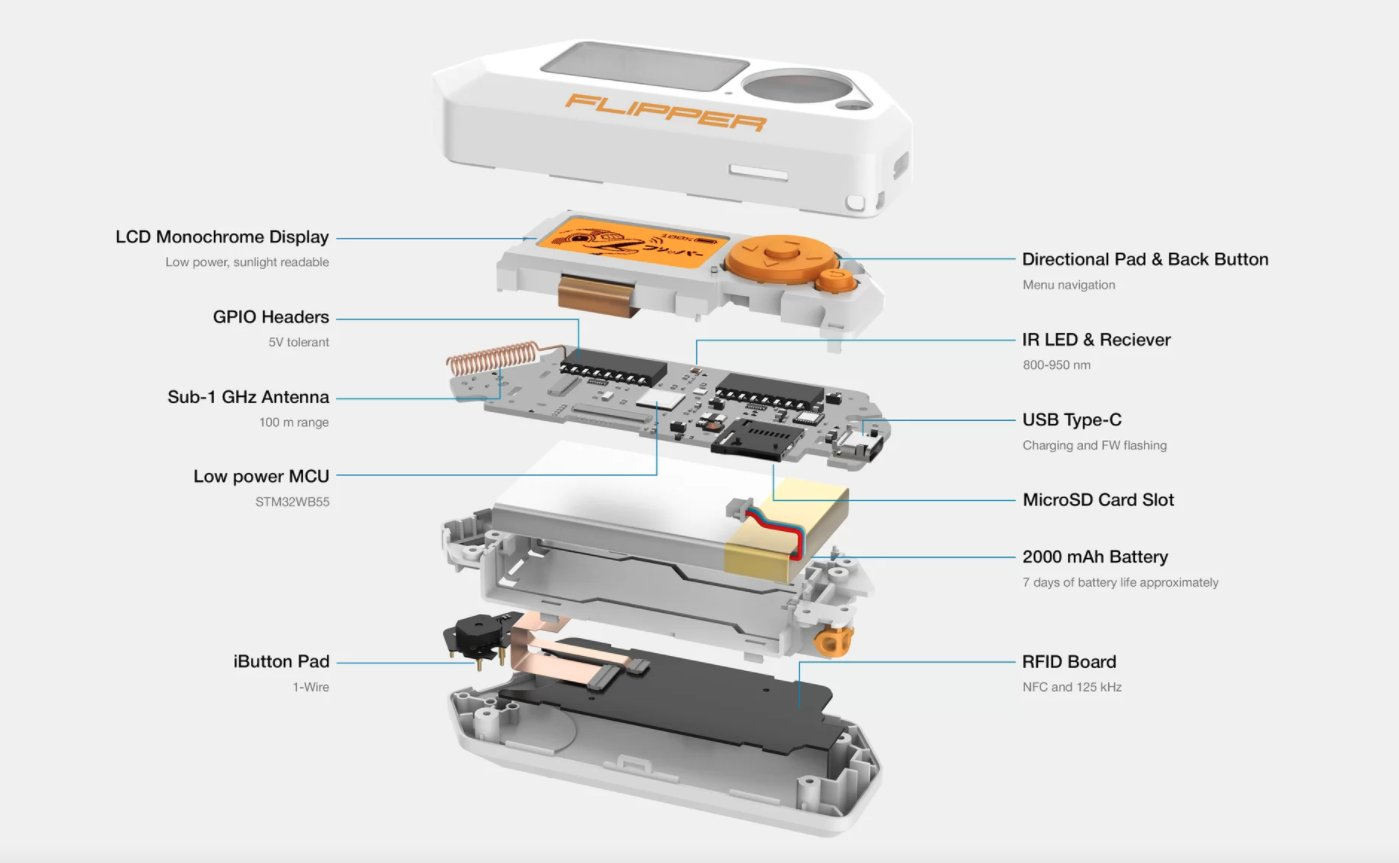 FLIPPER
100%
LCD Monochrome Display
Low power, sunlight readable
Directional Pad & Back Button
Menu navigation
GPIO Headers
5V tolerant
IR LED & Reciever
800-950 nm
Sub-1 GHz Antenna
100 m range
USB Type-C
Charging and FW flashing
Low power MCU
STM32WB55
MicroSD Card Slot
2000 mAh Battery
7 days of battery life approximately
iButton Pad
1-Wire
RFID Board
NFC and 125 kHz